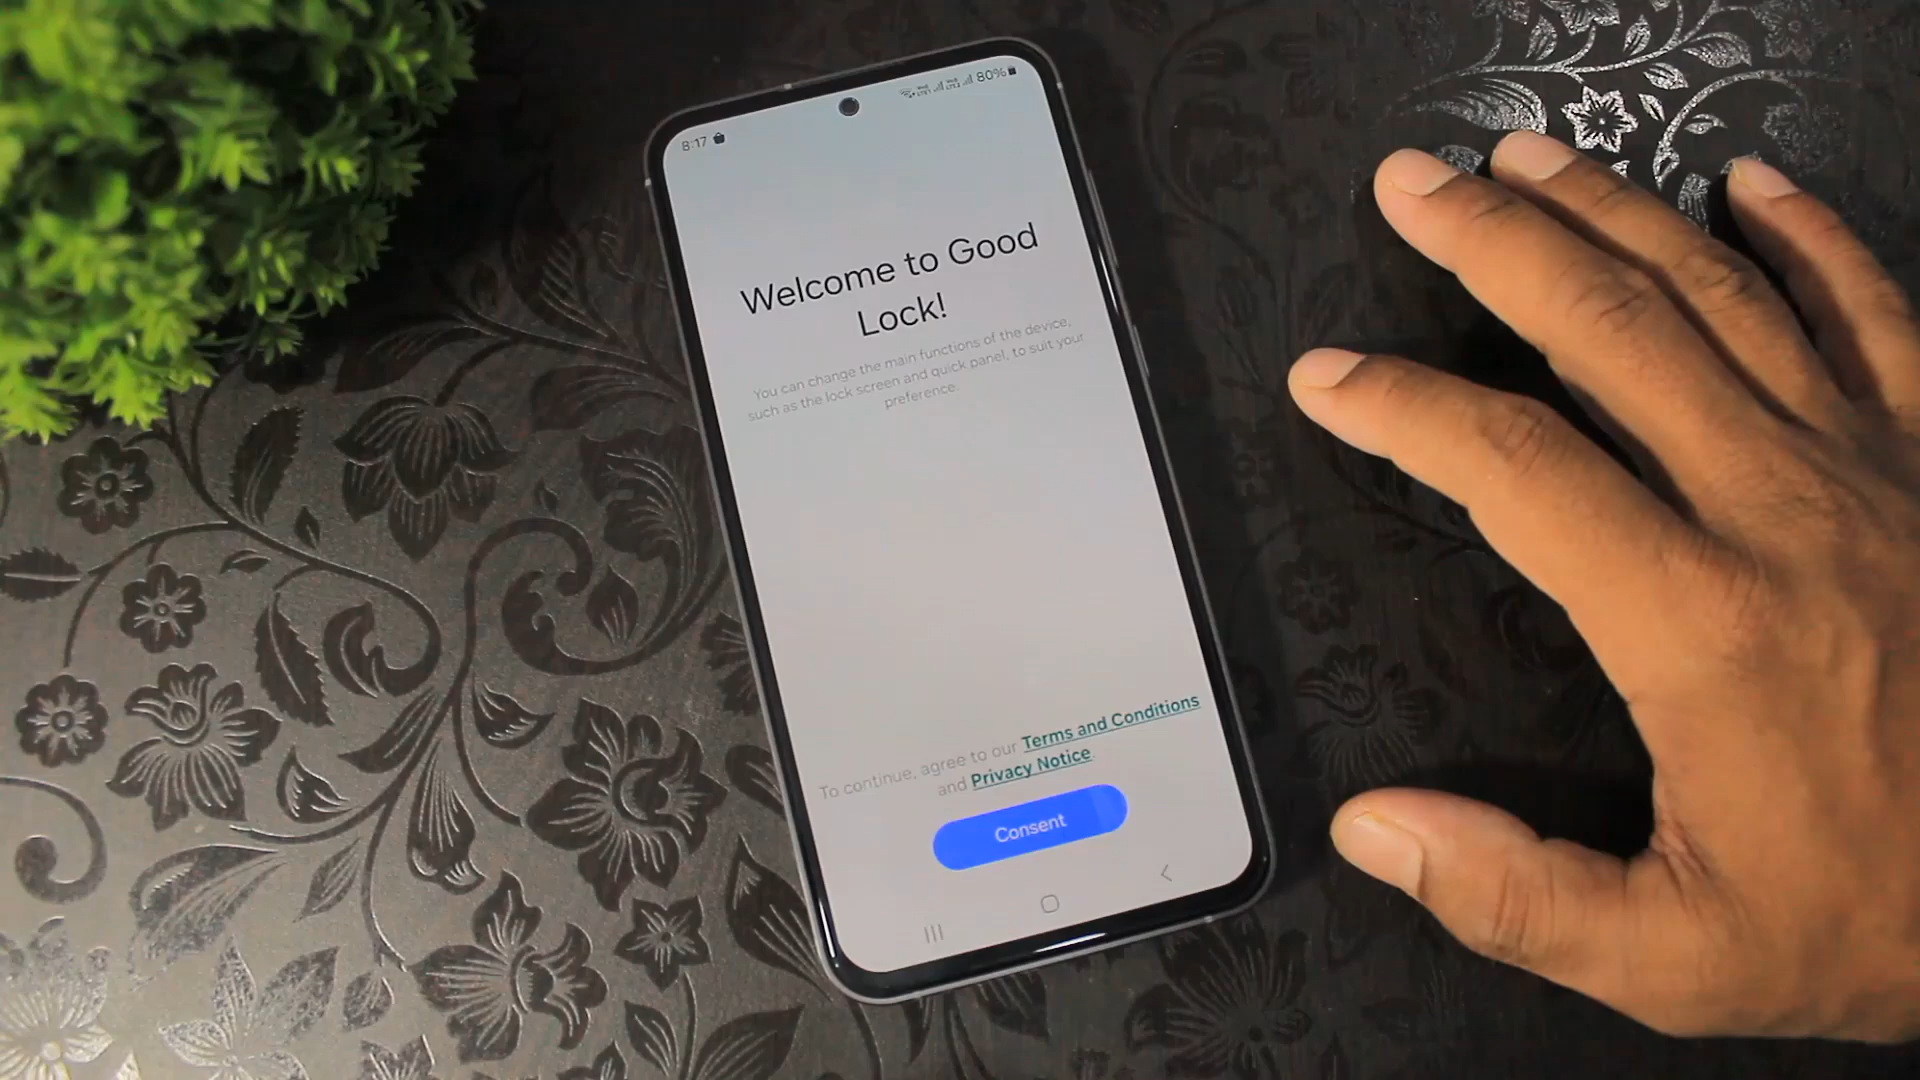 8:17
80%
Welcome to Good
Lock!
You can change the main functions of the device,
such as the lock screen and quick panel, to suit your
preference.
To continue, agree to our Terms and Conditions
and Privacy Notice.
Consent